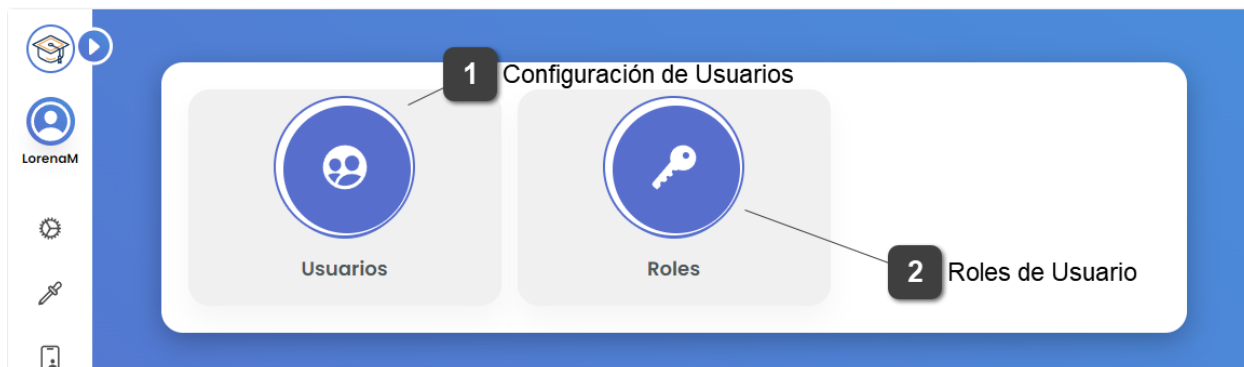 1 Configuración de Usuarios
LorenaM
Usuarios
Roles
2 Roles de Usuario